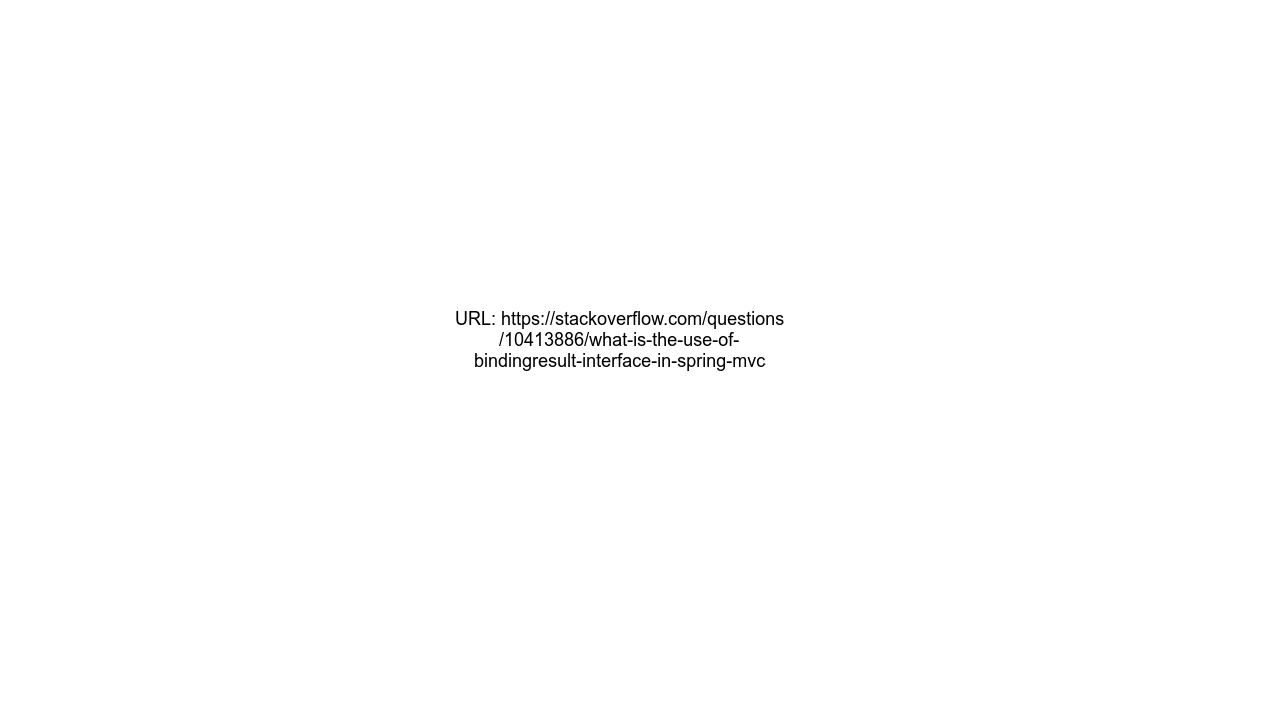 URL: https://stackoverflow.com/questions
/10413886/what-is-the-use-of-
bindingresult-interface-in-spring-mvc